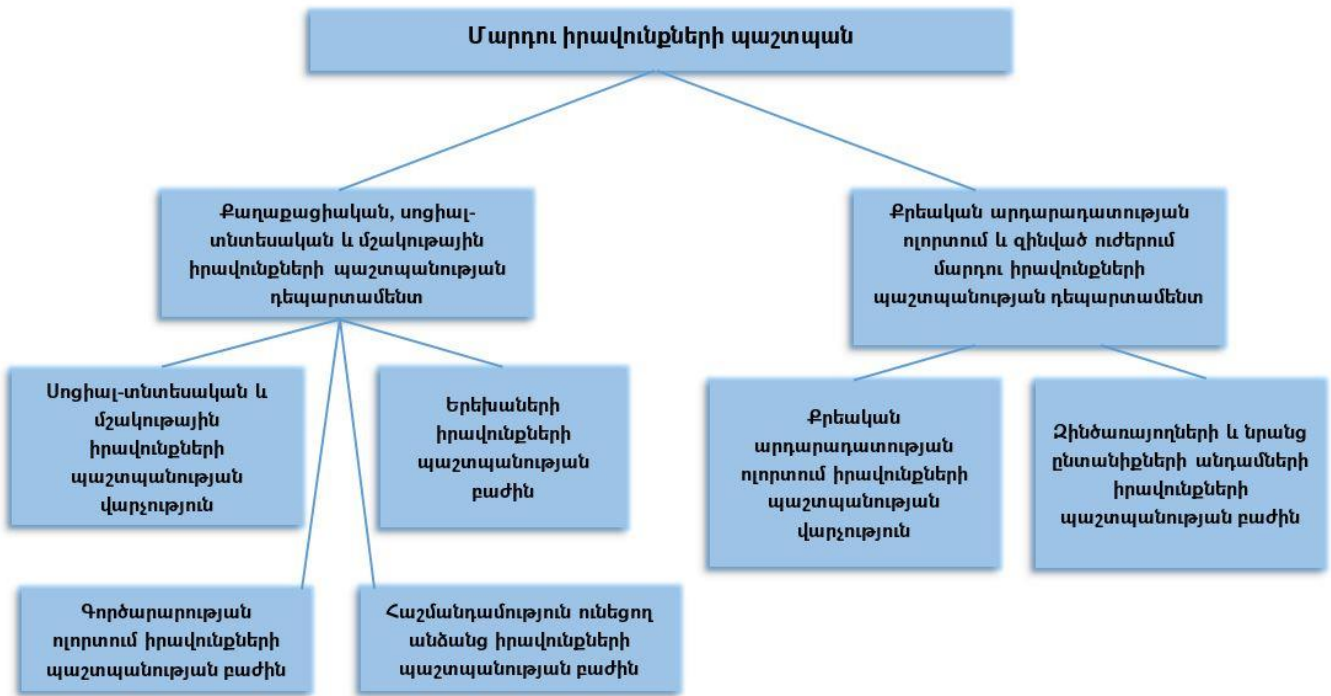 Մարդու իրավունքների պաշտպան
Քաղաքացիական, սոցիալ-
տնտեսական և մշակութային
իրավունքների պաշտպանության
դեպարտամենտ
Քրեական արդարադատության
ոլորտում և զինված ուժերում
մարդու իրավունքների
պաշտպանության դեպարտամենտ
Սոցիալ-տնտեսական և
մշակութային
իրավունքների
պաշտպանության
վարչություն
Երեխաների
իրավունքների
պաշտպանության
բաժին
Քրեական
արդարադատության
ոլորտում իրավունքների
պաշտպանության
վարչություն
Զինծառայողների և նրանց
ընտանիքների անդամների
իրավունքների
պաշտպանության բաժին
Գործարարության
ոլորտում իրավունքների
պաշտպանության բաժին
Հաշմանդամություն ունեցող
անձանց իրավունքների
պաշտպանության բաժին